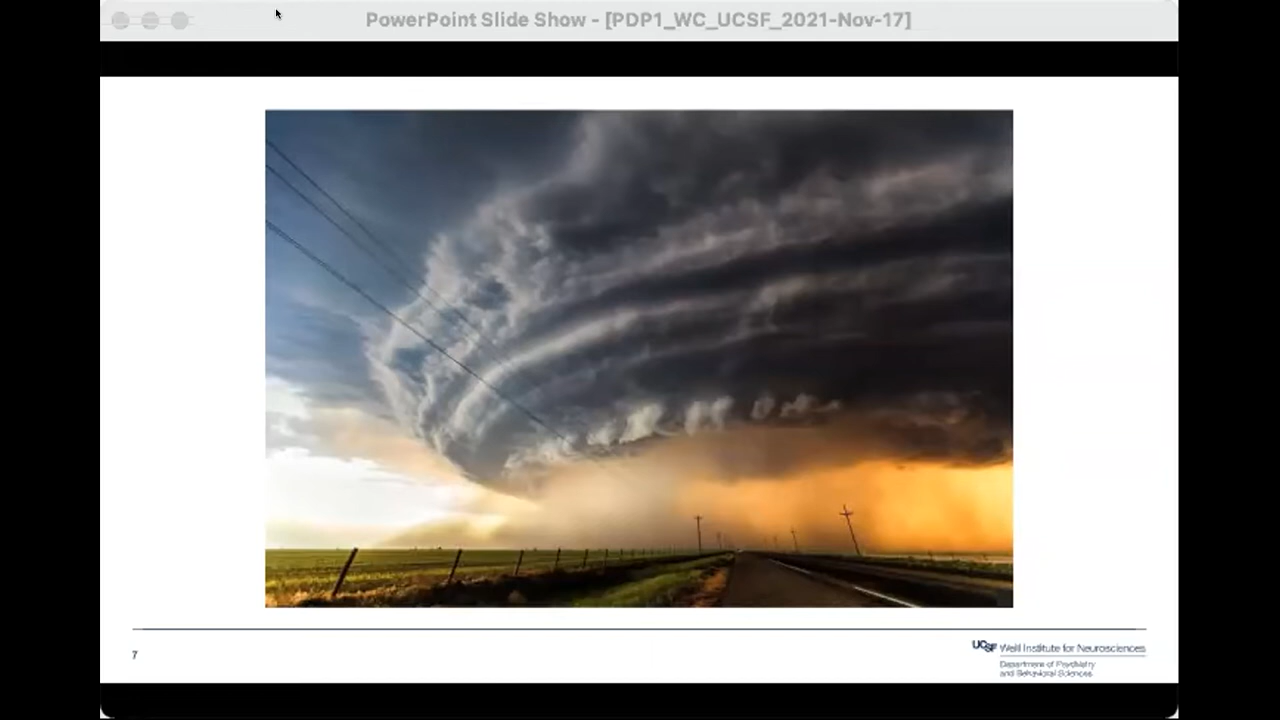 PowerPoint Slide Show - [PDP1_WC_UCSF_2021-Nov-17]
7
UCSF Weill Institute for Neurosciences
Department of Psychiatry
and Behavioral Sciences